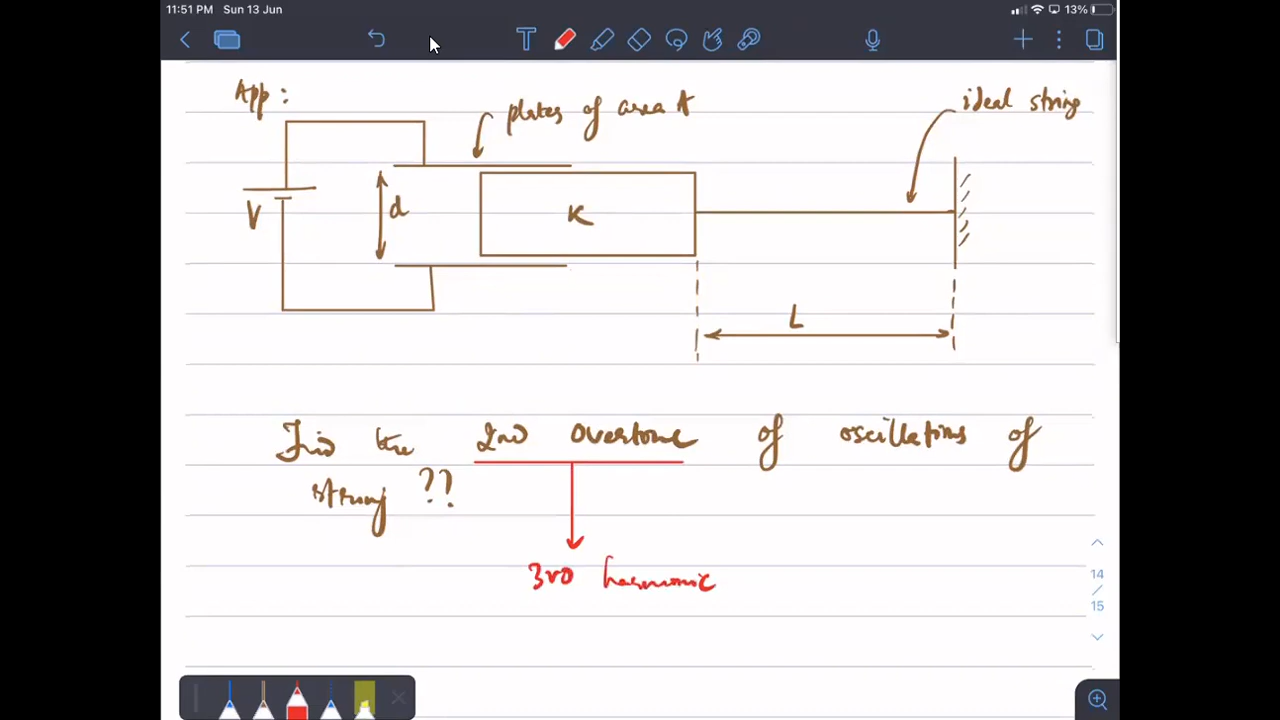 11:51 PM Sun 13 Jun
13%
T
App:
plates of area A
ideal string
V
d
K
L
Find the 2nd overtone of oscillations of
string ??
3rd harmonic
14
/
15